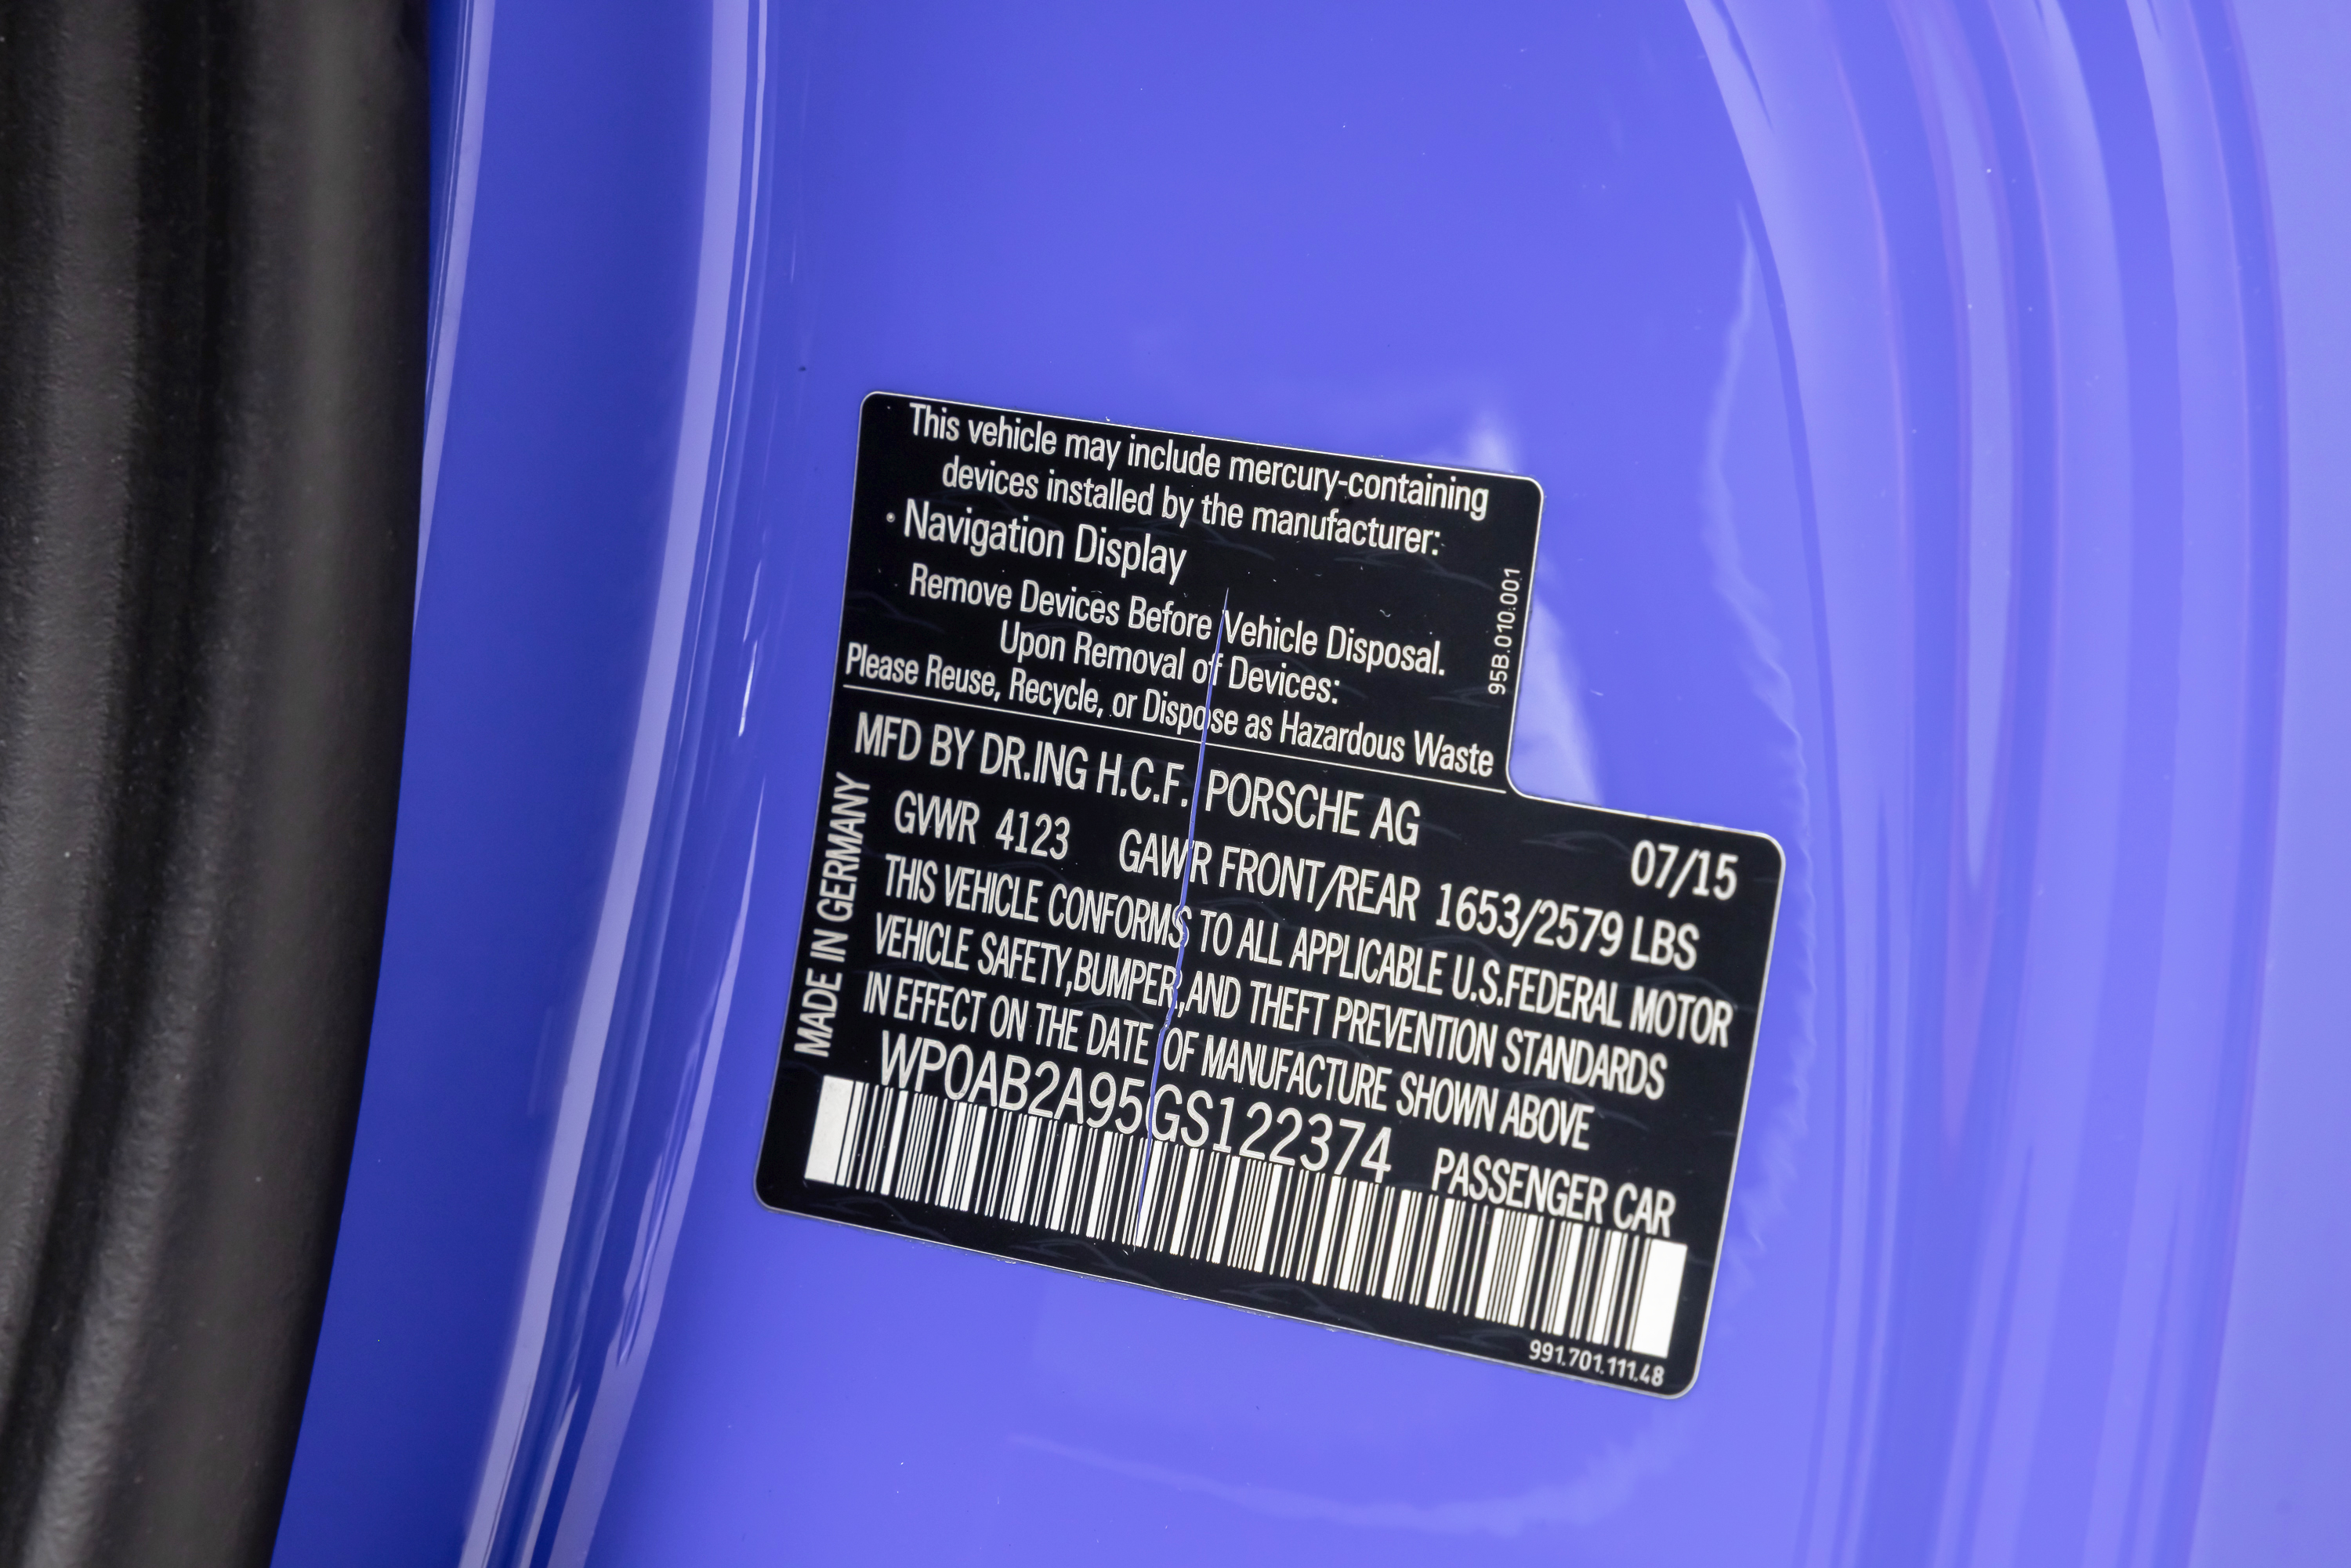 This vehicle may include mercury-containing
devices installed by the manufacturer:
• Navigation Display
Remove Devices Before Vehicle Disposal.
Upon Removal of Devices:
Please Reuse, Recycle, or Dispose as Hazardous Waste
95B.010.001
MFD BY DR.ING H.C.F. PORSCHE AG
07/15
GVWR 4123 GAWR FRONT/REAR 1653/2579 LBS
THIS VEHICLE CONFORMS TO ALL APPLICABLE U.S.FEDERAL MOTOR
VEHICLE SAFETY,BUMPER,AND THEFT PREVENTION STANDARDS
IN EFFECT ON THE DATE OF MANUFACTURE SHOWN ABOVE
WP0AB2A95GS122374 PASSENGER CAR
MADE IN GERMANY
991.701.111.48